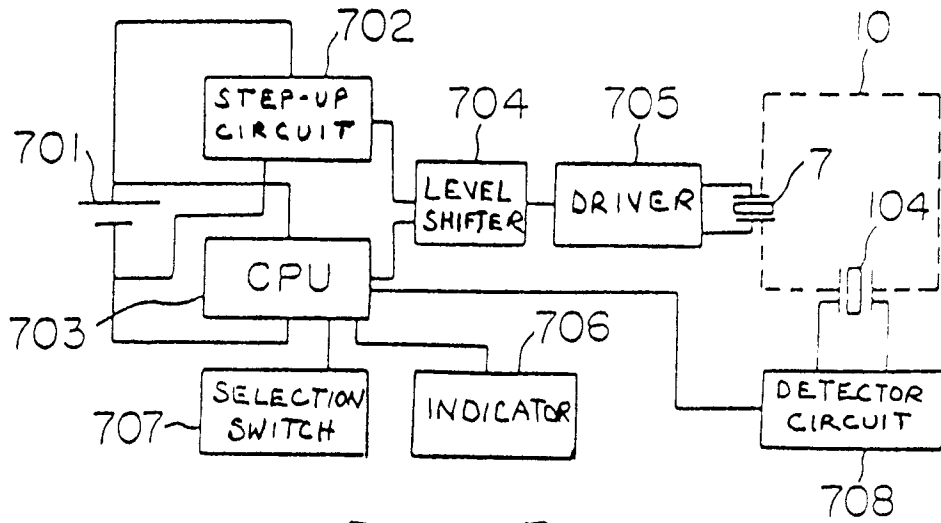 702
10
STEP-UP
CIRCUIT
704
705
701
7
LEVEL
SHIFTER
DRIVER
104
CPU
703
706
SELECTION
SWITCH
INDICATOR
DETECTOR
CIRCUIT
707
708